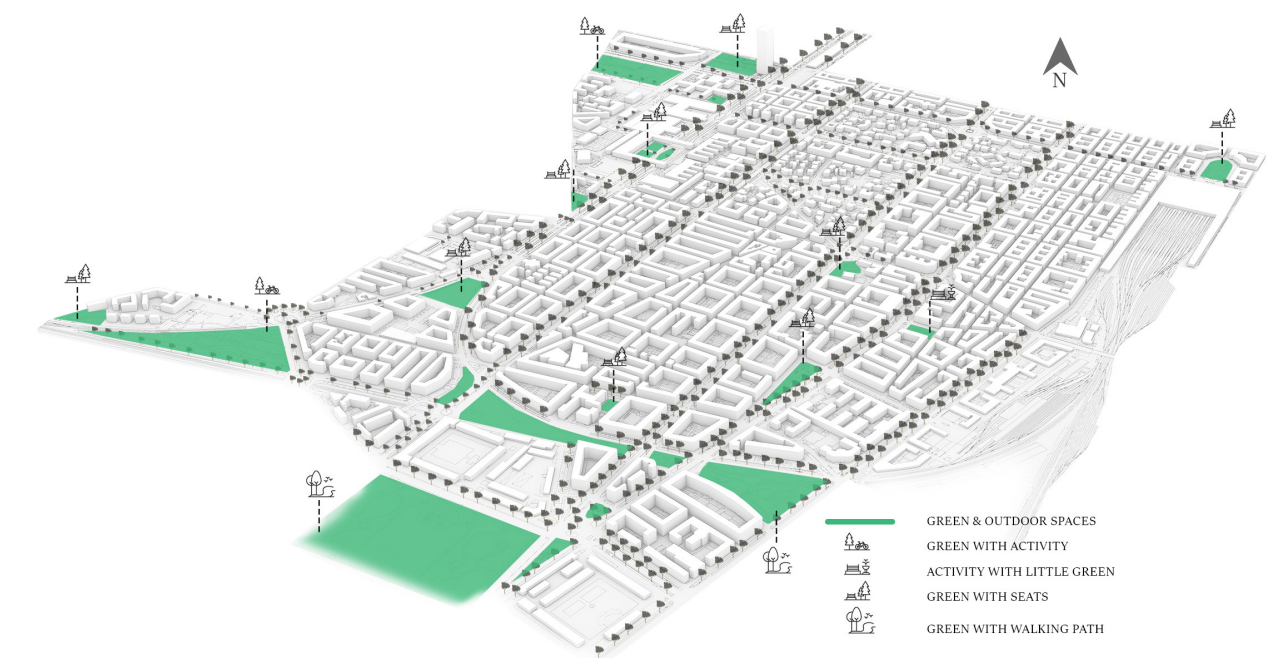 N
GREEN & OUTDOOR SPACES
GREEN WITH ACTIVITY
ACTIVITY WITH LITTLE GREEN
GREEN WITH SEATS
GREEN WITH WALKING PATH